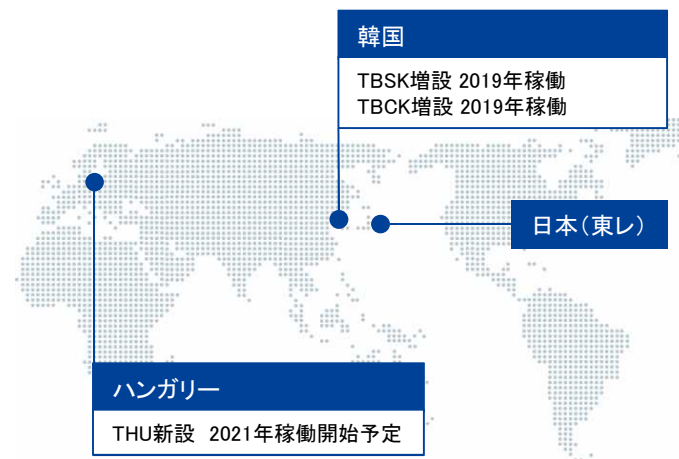 韓国
TBSK増設 2019年稼働
TBCK増設 2019年稼働
日本(東レ)
ハンガリー
THU新設 2021年稼働開始予定